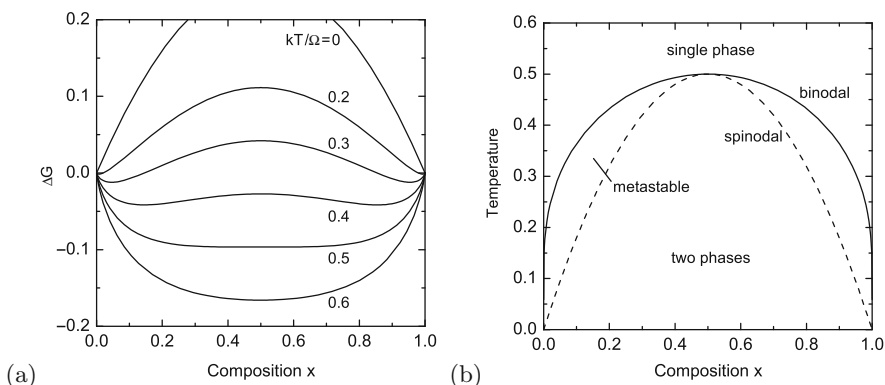 0.2
0.1
0.0
−0.1
−0.2
ΔG
kT/Ω=0
0.2
0.3
0.4
0.5
0.6
0.0 0.2 0.4 0.6 0.8 1.0
Composition x
(a)
0.6
0.5
0.4
0.3
0.2
0.1
0.0
Temperature
single phase
binodal
spinodal
metastable
two phases
0.0 0.2 0.4 0.6 0.8 1.0
Composition x
(b)